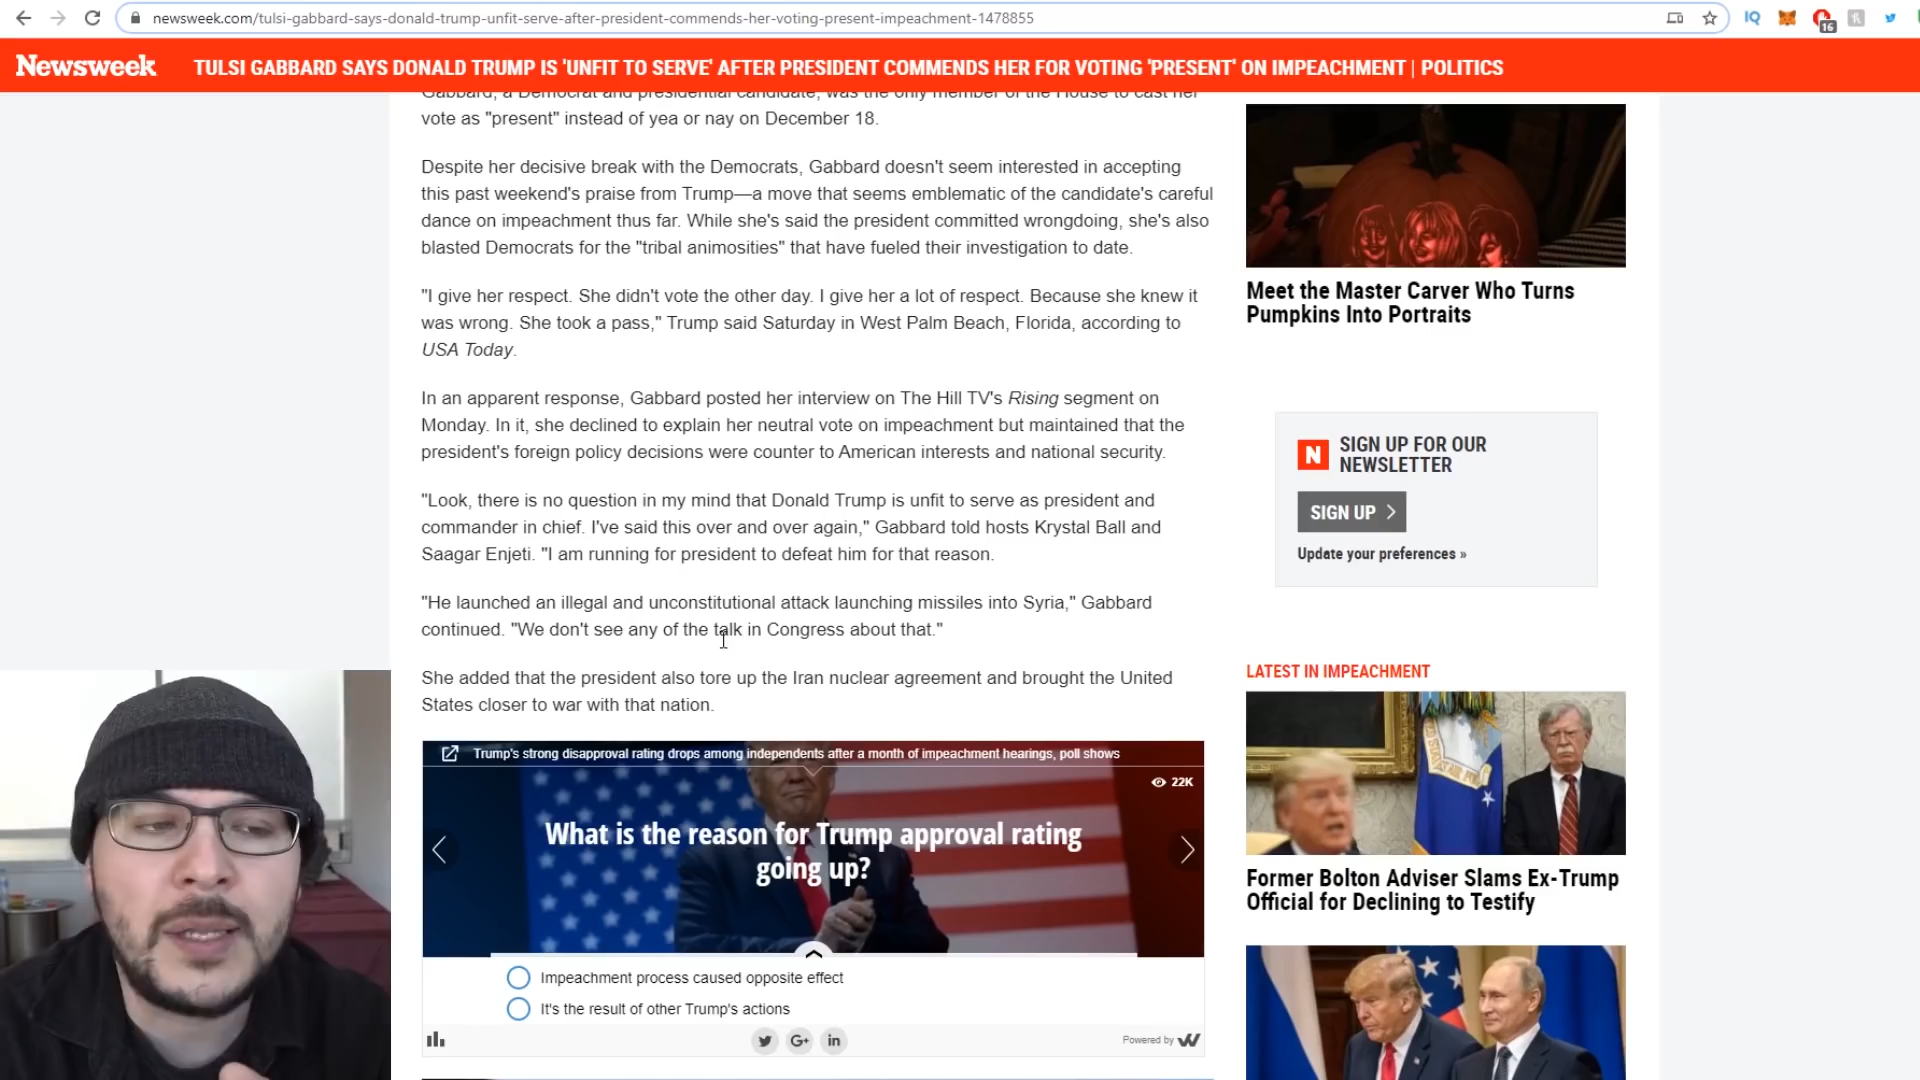 newsweek.com/tulsi-gabbard-says-donald-trump-unfit-serve-after-president-commends-her-voting-present-impeachment-1478855
16
Newsweek
TULSI GABBARD SAYS DONALD TRUMP IS 'UNFIT TO SERVE' AFTER PRESIDENT COMMENDS HER FOR VOTING 'PRESENT' ON IMPEACHMENT | POLITICS
Gabbard, a Democrat and presidential candidate, was the only member of the House to cast her
vote as "present" instead of yea or nay on December 18.
Despite her decisive break with the Democrats, Gabbard doesn't seem interested in accepting
this past weekend's praise from Trump—a move that seems emblematic of the candidate's careful
dance on impeachment thus far. While she's said the president committed wrongdoing, she's also
blasted Democrats for the "tribal animosities" that have fueled their investigation to date.
"I give her respect. She didn't vote the other day. I give her a lot of respect. Because she knew it
was wrong. She took a pass," Trump said Saturday in West Palm Beach, Florida, according to
USA Today.
In an apparent response, Gabbard posted her interview on The Hill TV's Rising segment on
Monday. In it, she declined to explain her neutral vote on impeachment but maintained that the
president's foreign policy decisions were counter to American interests and national security.
"Look, there is no question in my mind that Donald Trump is unfit to serve as president and
commander in chief. I've said this over and over again," Gabbard told hosts Krystal Ball and
Saagar Enjeti. "I am running for president to defeat him for that reason.
"He launched an illegal and unconstitutional attack launching missiles into Syria," Gabbard
continued. "We don't see any of the talk in Congress about that."
She added that the president also tore up the Iran nuclear agreement and brought the United
States closer to war with that nation.
Trump's strong disapproval rating drops among independents after a month of impeachment hearings, poll shows
22K
What is the reason for Trump approval rating
going up?
Impeachment process caused opposite effect
It's the result of other Trump's actions
G+
in
Powered by
Meet the Master Carver Who Turns
Pumpkins Into Portraits
N
SIGN UP FOR OUR
NEWSLETTER
SIGN UP
Update your preferences »
LATEST IN IMPEACHMENT
Former Bolton Adviser Slams Ex-Trump
Official for Declining to Testify